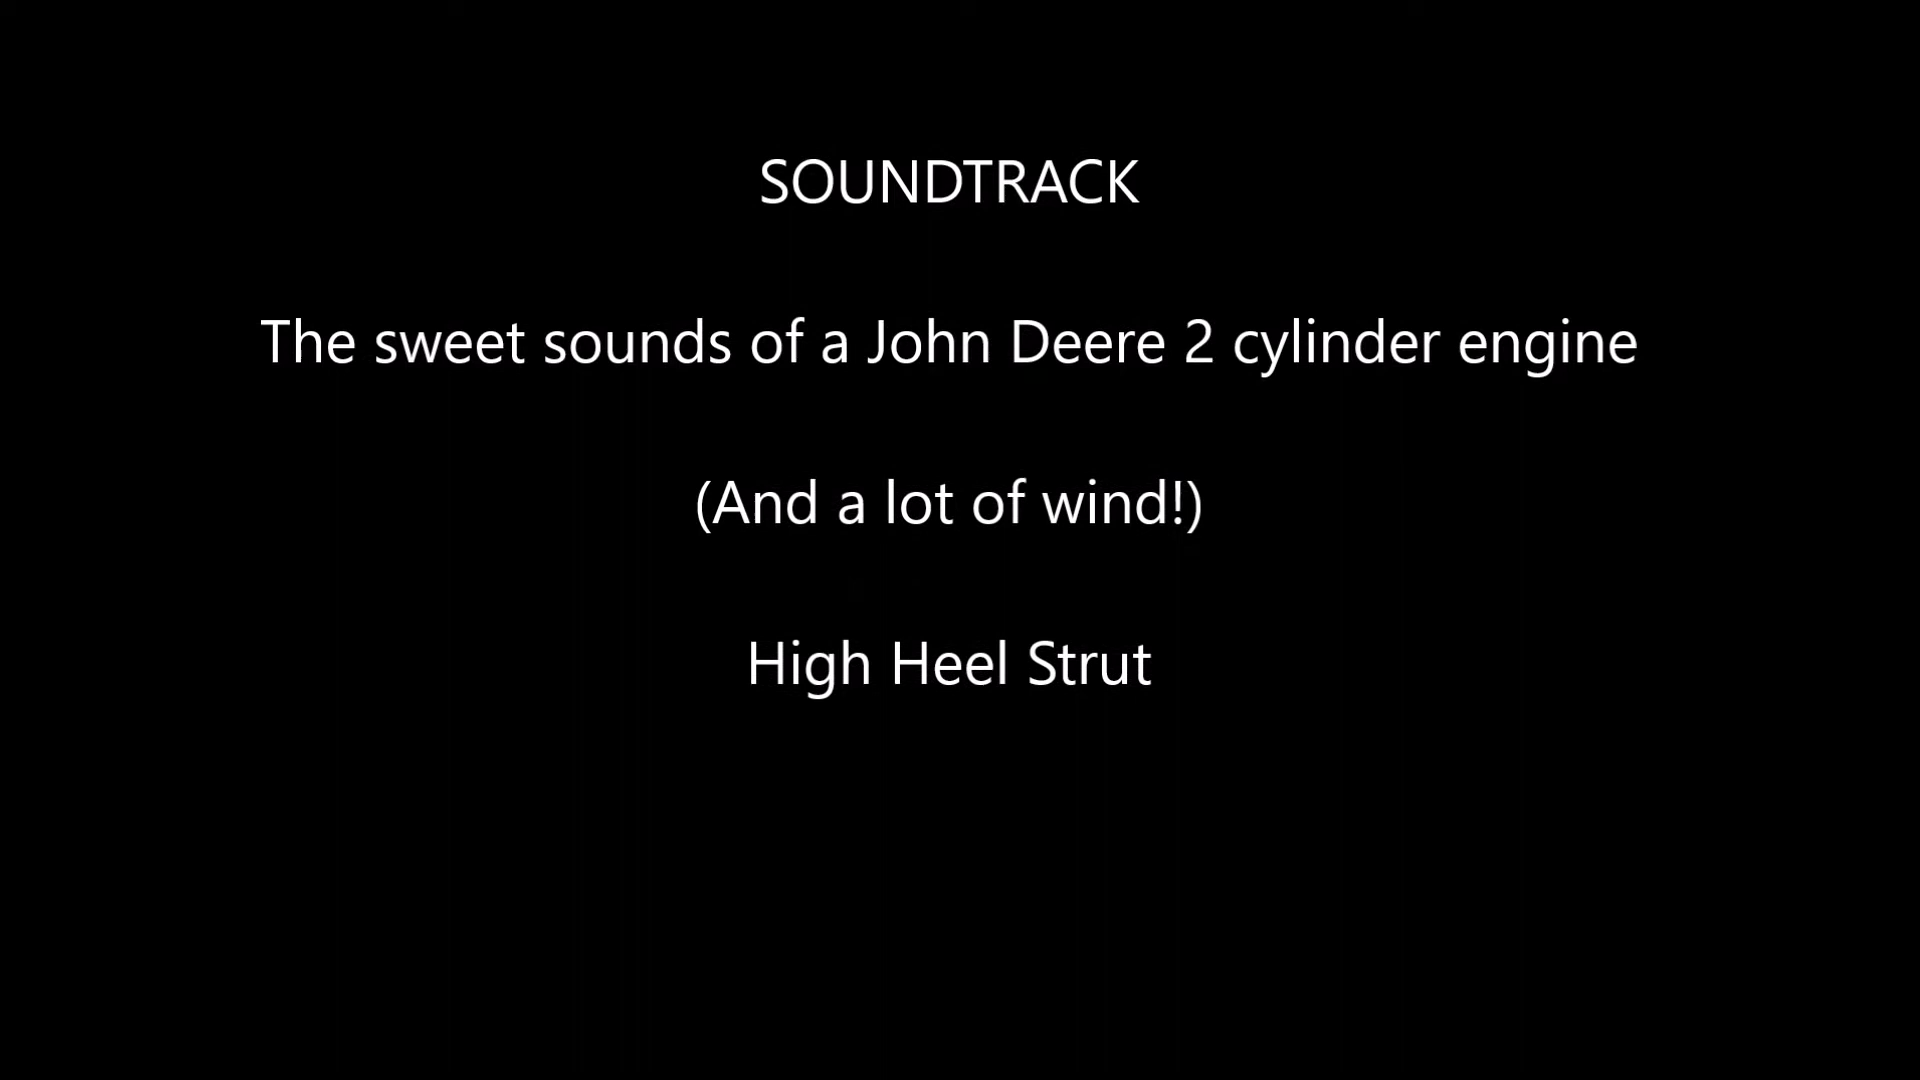 SOUNDTRACK
The sweet sounds of a John Deere 2 cylinder engine
(And a lot of wind!)
High Heel Strut